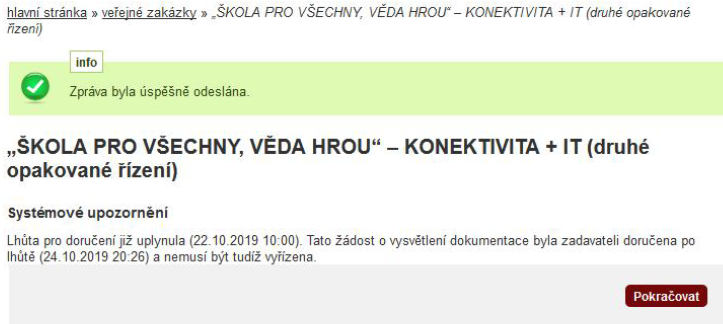 hlavní stránka » veřejné zakázky » „ŠKOLA PRO VŠECHNY, VĚDA HROU“ – KONEKTIVITA + IT (druhé opakované
řízení)
info
Zpráva byla úspěšně odeslána.
„ŠKOLA PRO VŠECHNY, VĚDA HROU“ – KONEKTIVITA + IT (druhé
opakované řízení)
Systémové upozornění
Lhůta pro doručení již uplynula (22.10.2019 10:00). Tato žádost o vysvětlení dokumentace byla zadavateli doručena po
lhůtě (24.10.2019 20:26) a nemusí být tudíž vyřízena.
Pokračovat